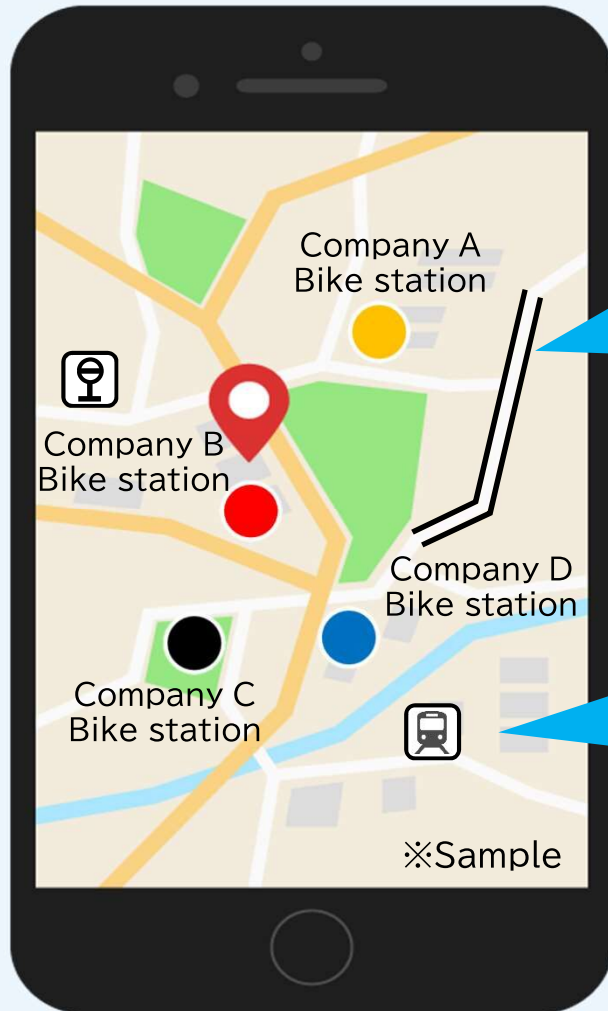 Company A
Bike station
Company B
Bike station
Company D
Bike station
Company C
Bike station
※Sample